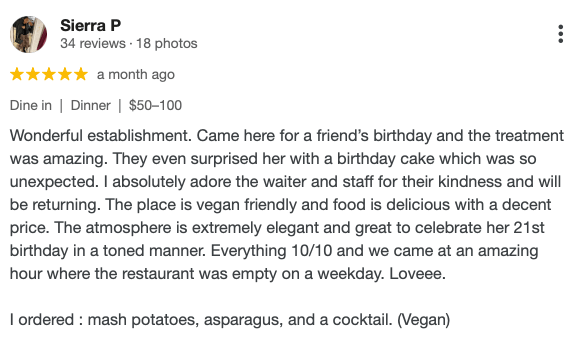 Sierra P
34 reviews · 18 photos
a month ago
Dine in | Dinner | $50–100
Wonderful establishment. Came here for a friend’s birthday and the treatment
was amazing. They even surprised her with a birthday cake which was so
unexpected. I absolutely adore the waiter and staff for their kindness and will
be returning. The place is vegan friendly and food is delicious with a decent
price. The atmosphere is extremely elegant and great to celebrate her 21st
birthday in a toned manner. Everything 10/10 and we came at an amazing
hour where the restaurant was empty on a weekday. Loveee.
I ordered : mash potatoes, asparagus, and a cocktail. (Vegan)